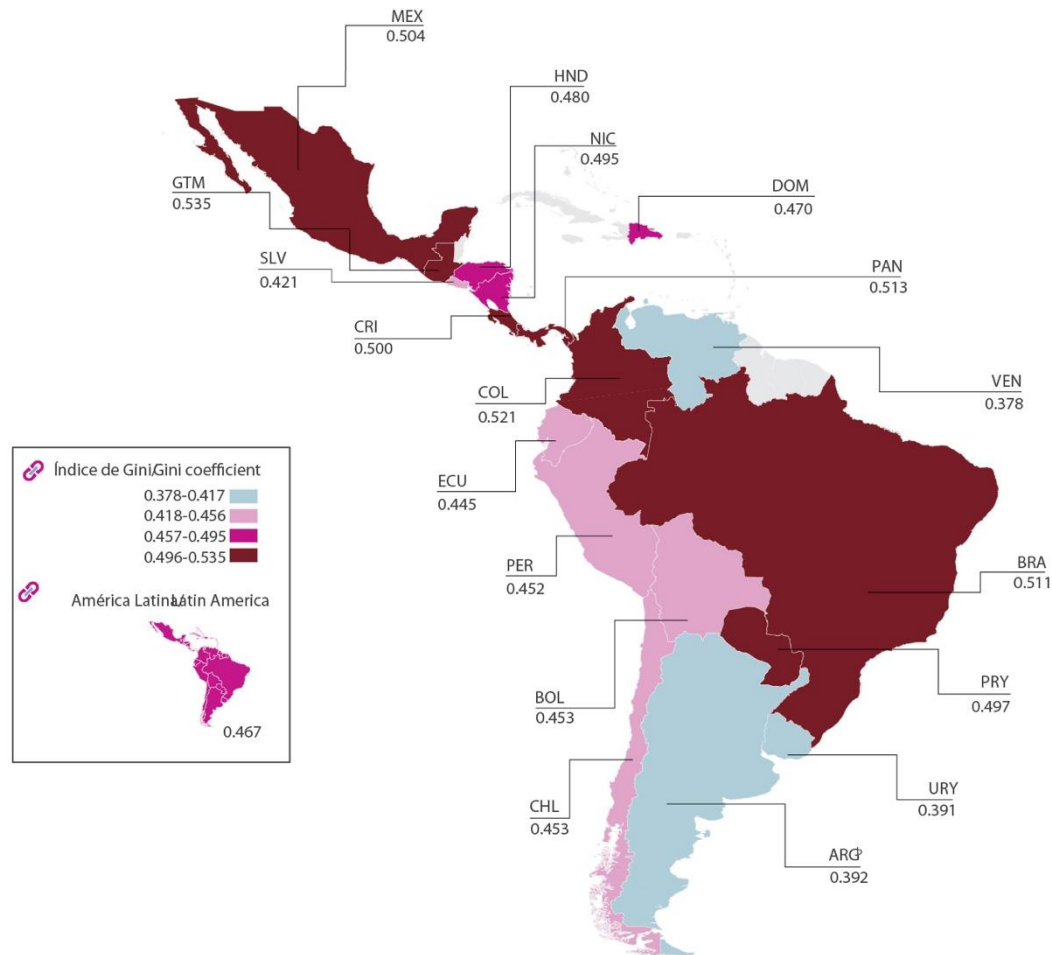 MEX
0.504
HND
0.480
NIC
0.495
GTM
0.535
DOM
0.470
SLV
0.421
PAN
0.513
CRI
0.500
VEN
0.378
COL
0.521
ECU
0.445
PER
0.452
BRA
0.511
BOL
0.453
PRY
0.497
CHL
0.453
URY
0.391
ARG b
0.392
Índice de Gini/Gini coefficient
0.378-0.417
0.418-0.456
0.457-0.495
0.496-0.535
América Latina/Latin America
0.467